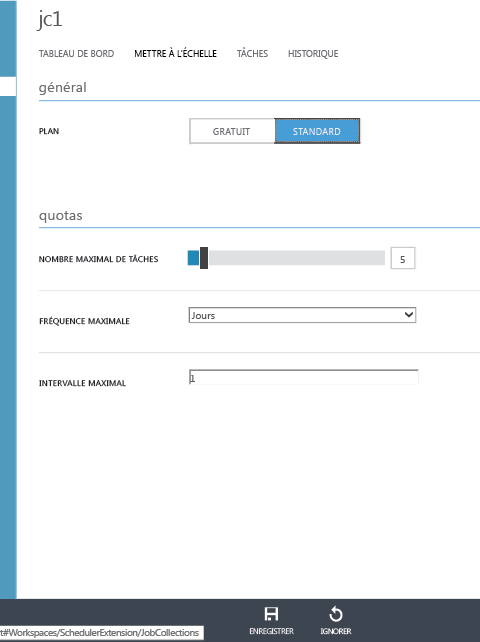 jc1
TABLEAU DE BORD METTRE À L'ÉCHELLE TÂCHES HISTORIQUE
général
PLAN GRATUIT STANDARD
quotas
NOMBRE MAXIMAL DE TÂCHES 5
FRÉQUENCE MAXIMALE Jours
INTERVALLE MAXIMAL 1
ENREGISTRER IGNORER
t#Workspaces/SchedulerExtension/JobCollections